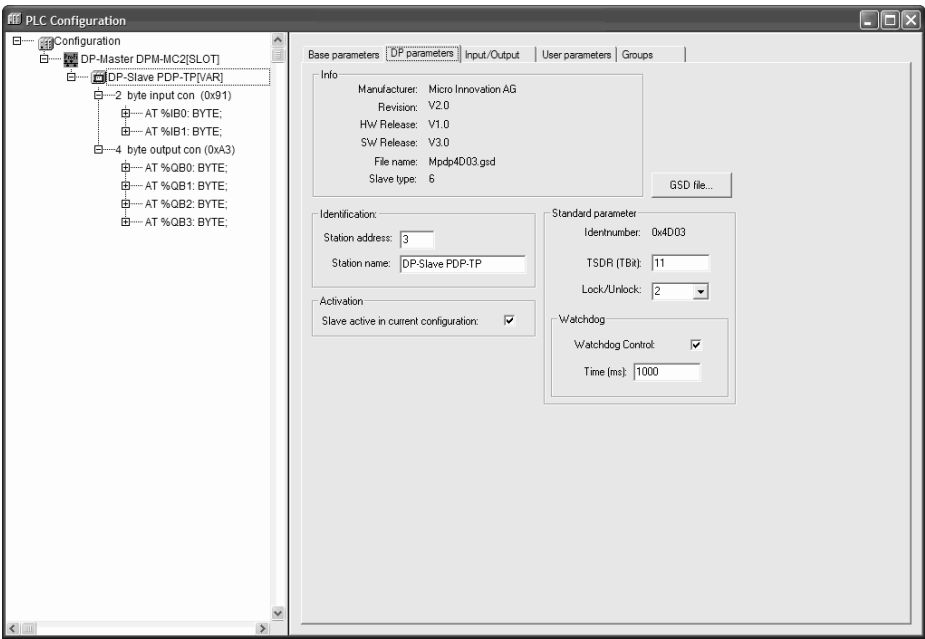 PLC Configuration
Configuration
DP-Master DPM-MC2[SLOT]
DP-Slave PDP-TP[VAR]
2 byte input con (0x91)
AT %IB0: BYTE;
AT %IB1: BYTE;
4 byte output con (0xA3)
AT %QB0: BYTE;
AT %QB1: BYTE;
AT %QB2: BYTE;
AT %QB3: BYTE;
Base parameters DP parameters Input/Output User parameters Groups
Info
Manufacturer: Micro Innovation AG
Revision: V2.0
HW Release: V1.0
SW Release: V3.0
File name: Mpdp4D03.gsd
Slave type: 6
GSD file...
Identification:
Station address: 3
Station name: DP-Slave PDP-TP
Activation
Slave active in current configuration:
Standard parameter
Identnumber: 0x4D03
TSDR (TBit): 11
Lock/Unlock: 2
Watchdog
Watchdog Control:
Time (ms): 1000